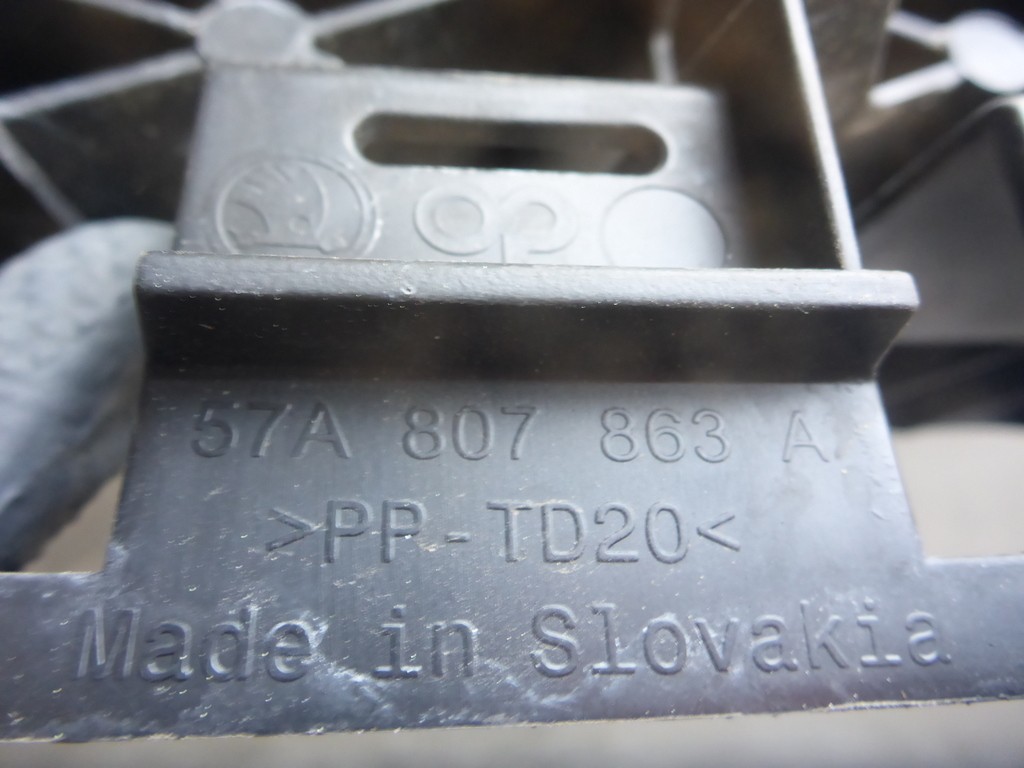 57A 807 863 A
>PP-TD20<
Made in Slovakia